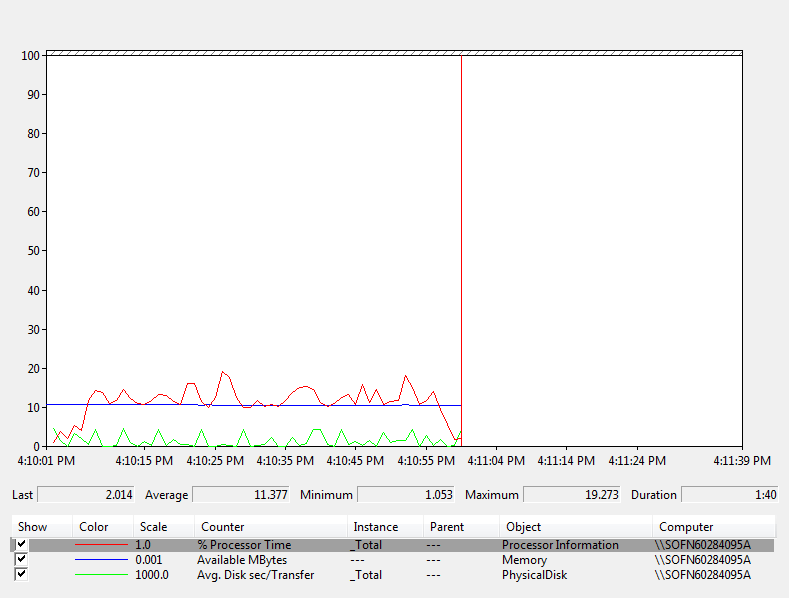 100
90
80
70
60
50
40
30
20
10
0
4:10:01 PM 4:10:15 PM 4:10:25 PM 4:10:35 PM 4:10:45 PM 4:10:55 PM 4:11:04 PM 4:11:14 PM 4:11:24 PM 4:11:39 PM
Last 2.014 Average 11.377 Minimum 1.053 Maximum 19.273 Duration 1:40
Show Color Scale Counter Instance Parent Object Computer
1.0 % Processor Time _Total --- Processor Information \\SOFN60284095A
0.001 Available MBytes --- --- Memory \\SOFN60284095A
1000.0 Avg. Disk sec/Transfer _Total --- PhysicalDisk \\SOFN60284095A